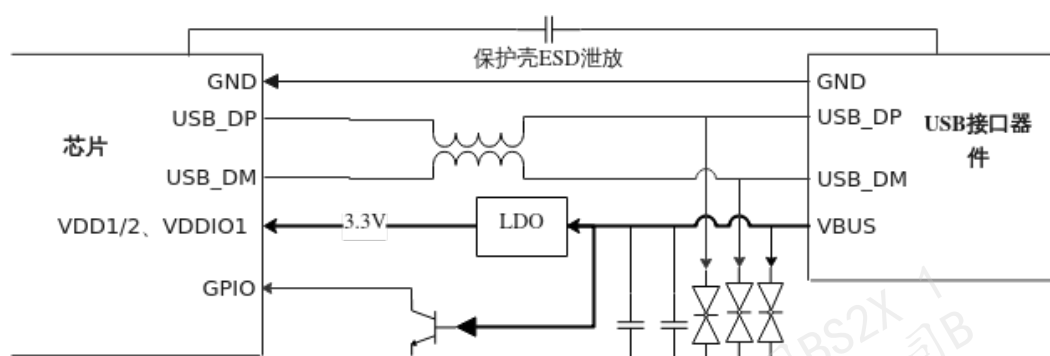 保护壳ESD泄放
GND
GND
USB_DP
USB_DP
芯片
USB接口器
件
USB_DM
USB_DM
VDD1/2、VDDIO1
3.3V
LDO
VBUS
GPIO